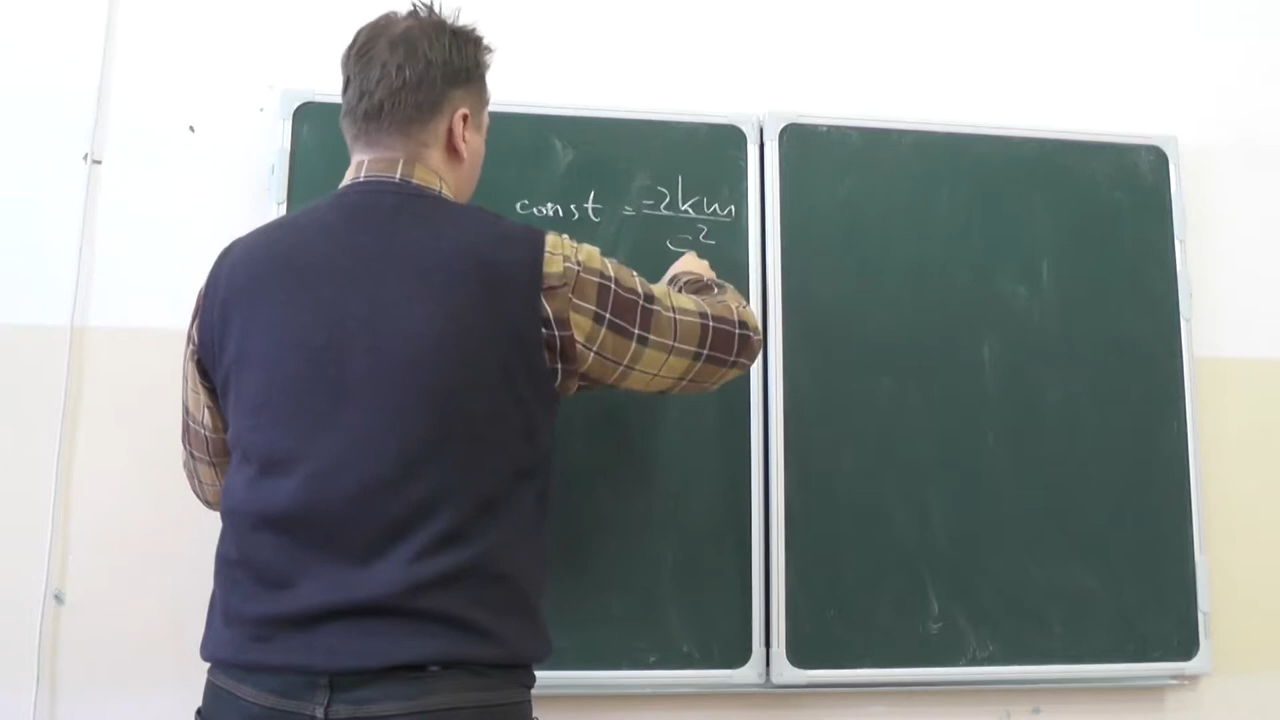 const = -2km
c²